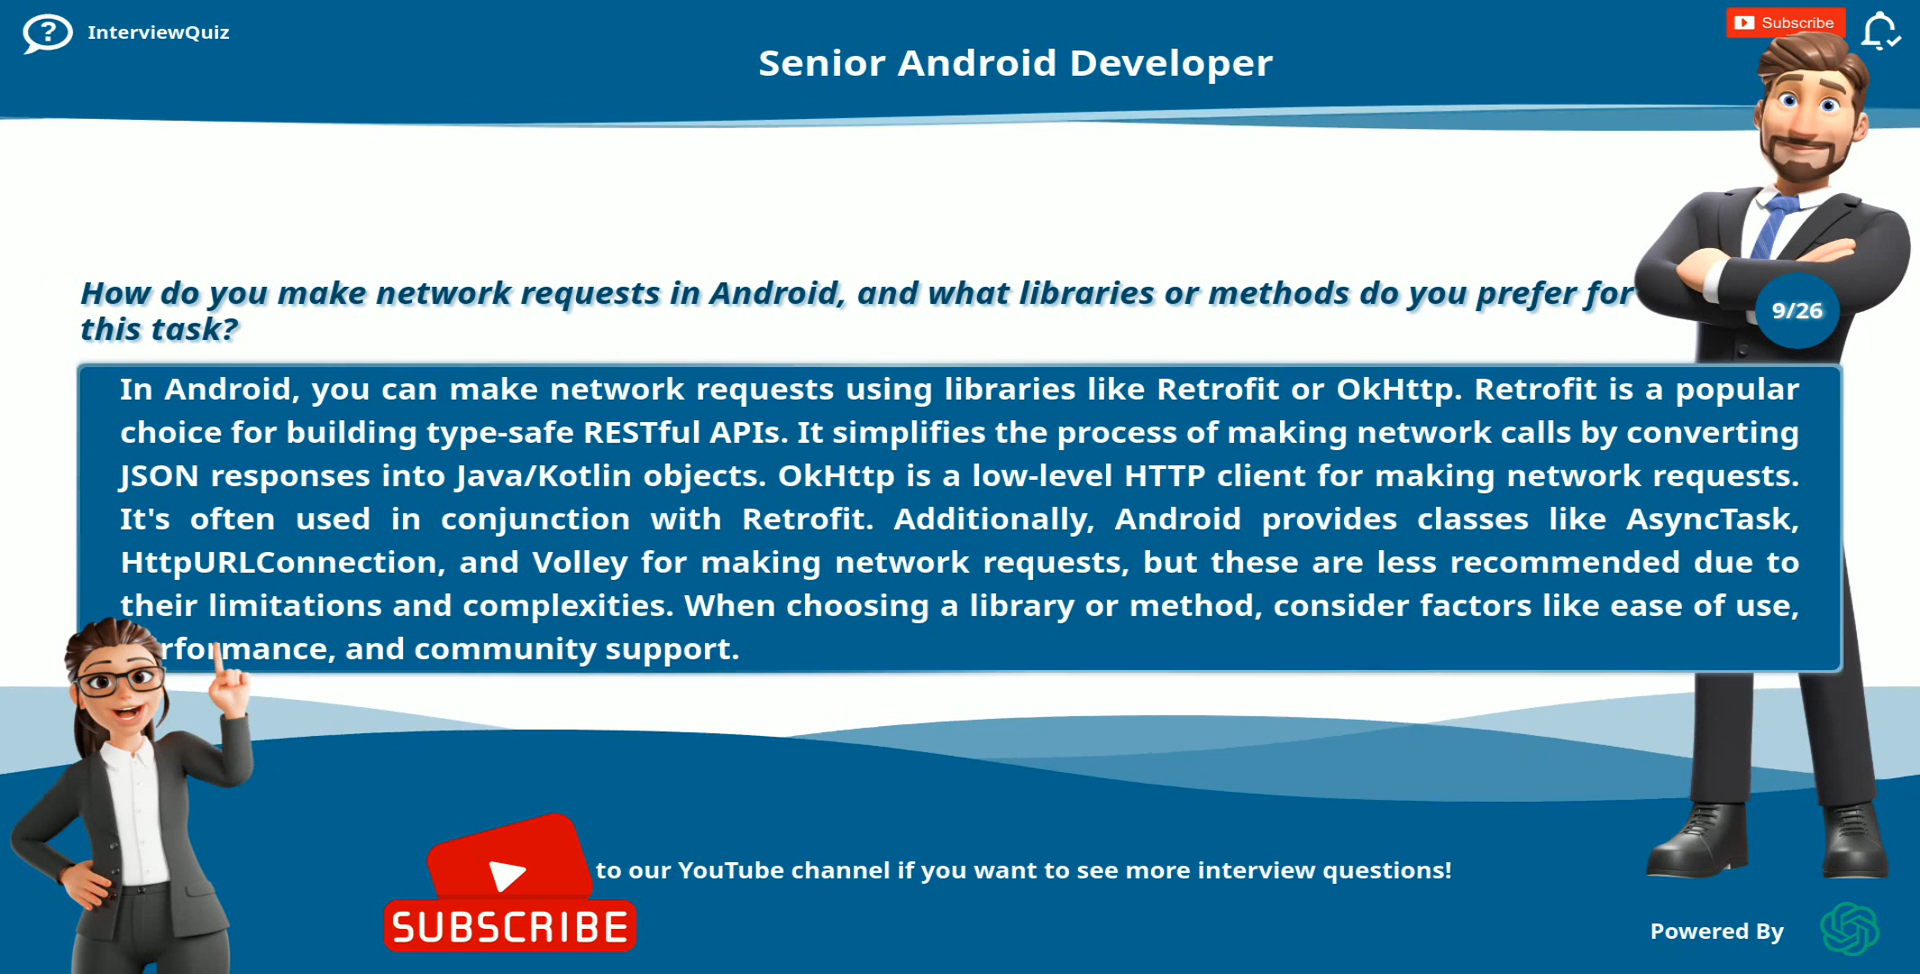 InterviewQuiz
Subscribe
Senior Android Developer
How do you make network requests in Android, and what libraries or methods do you prefer for
this task?
9/26
In Android, you can make network requests using libraries like Retrofit or OkHttp. Retrofit is a popular
choice for building type-safe RESTful APIs. It simplifies the process of making network calls by converting
JSON responses into Java/Kotlin objects. OkHttp is a low-level HTTP client for making network requests.
It's often used in conjunction with Retrofit. Additionally, Android provides classes like AsyncTask,
HttpURLConnection, and Volley for making network requests, but these are less recommended due to
their limitations and complexities. When choosing a library or method, consider factors like ease of use,
rformance, and community support.
to our YouTube channel if you want to see more interview questions!
SUBSCRIBE
Powered By